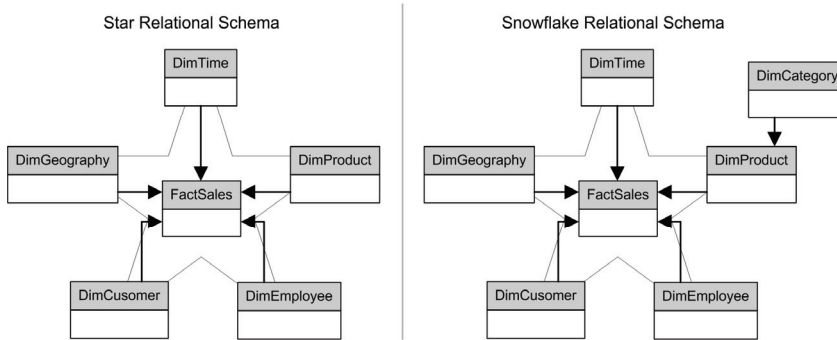 Star Relational Schema
DimTime
DimGeography
DimProduct
FactSales
DimCusomer
DimEmployee
Snowflake Relational Schema
DimTime
DimCategory
DimGeography
DimProduct
FactSales
DimCusomer
DimEmployee